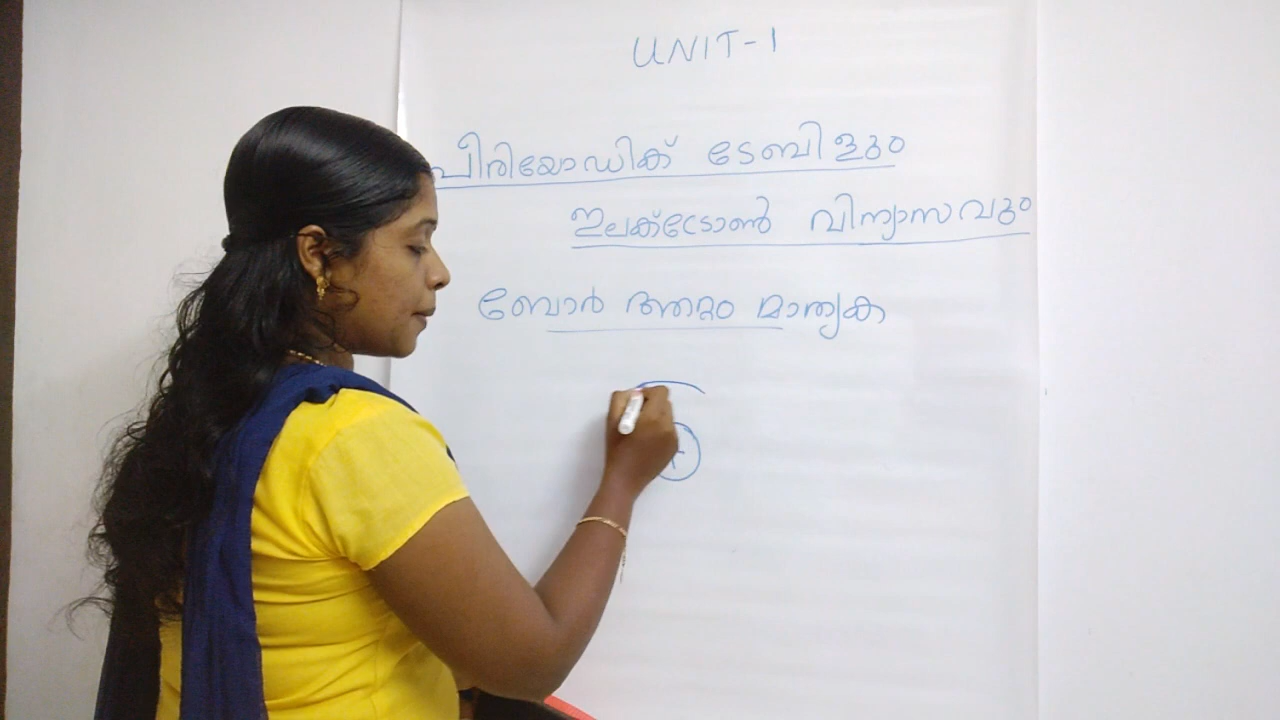 UNIT-1
പീരിയോഡിക് ടേബിളും
ഇലക്ട്രോൺ വിന്യാസവും
ബോർ ആറ്റം മാതൃക
+